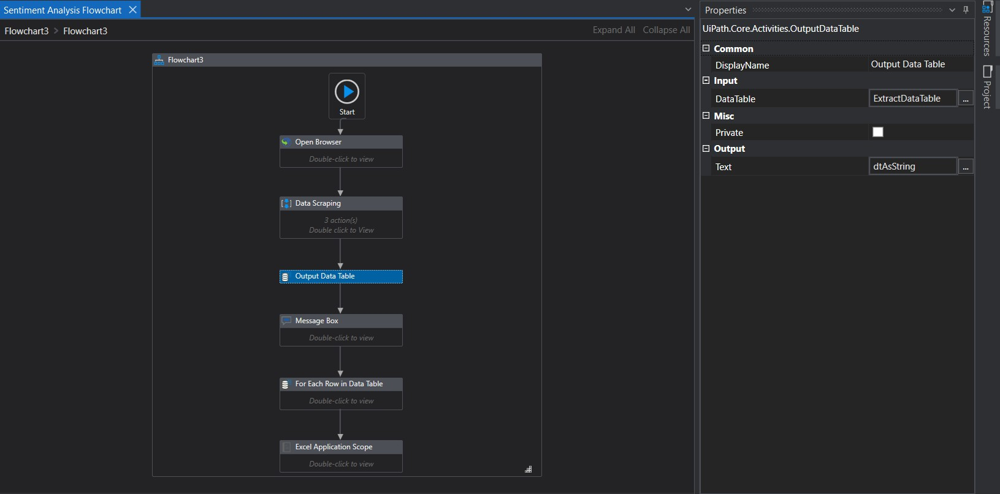 Sentiment Analysis Flowchart
Flowchart3 > Flowchart3
Expand All Collapse All
Flowchart3
Start
Open Browser
Double-click to view
Data Scraping
3 action(s)
Double click to View
Output Data Table
Message Box
Double-click to view
For Each Row in Data Table
Double-click to view
Excel Application Scope
Double-click to view
Properties
UiPath.Core.Activities.OutputDataTable
Common
DisplayName Output Data Table
Input
DataTable ExtractDataTable ...
Misc
Private
Output
Text dtAsString ...
Resources
Project